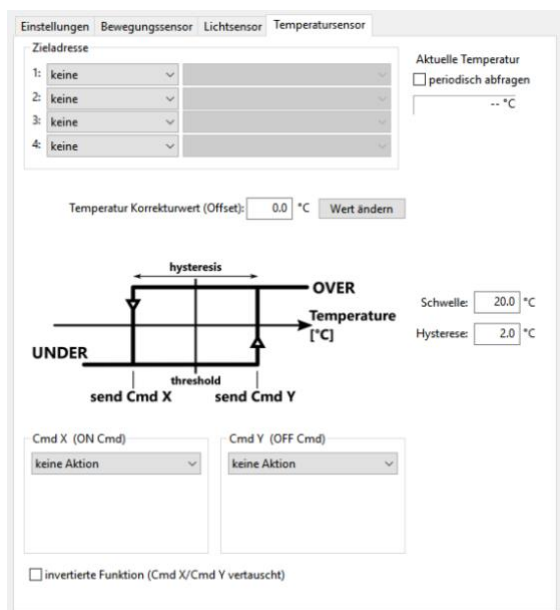 Einstellungen Bewegungssensor Lichtsensor Temperatursensor
Zieladresse
1: keine
2: keine
3: keine
4: keine
Aktuelle Temperatur
periodisch abfragen
-- °C
Temperatur Korrekturwert (Offset): 0.0 °C Wert ändern
hysteresis
OVER
Temperature
[°C]
UNDER
threshold
send Cmd X send Cmd Y
Schwelle: 20.0 °C
Hysterese: 2.0 °C
Cmd X (ON Cmd) Cmd Y (OFF Cmd)
keine Aktion keine Aktion
invertierte Funktion (Cmd X/Cmd Y vertauscht)